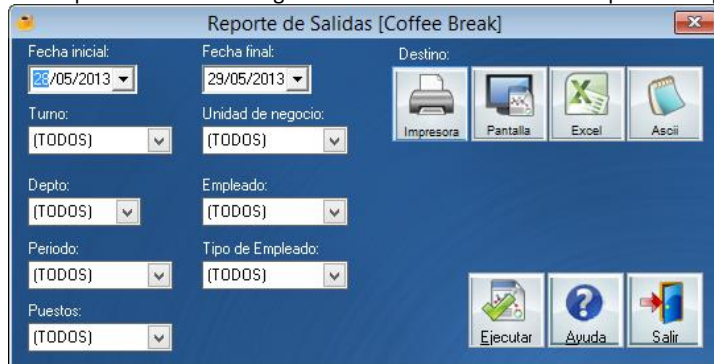 Reporte de Salidas [Coffee Break]
Fecha inicial: Fecha final: Destino:
28/05/2013 29/05/2013
Impresora Pantalla Excel Ascii
Turno: Unidad de negocio:
(TODOS) (TODOS)
Depto: Empleado:
(TODOS) (TODOS)
Periodo: Tipo de Empleado:
(TODOS) (TODOS)
Puestos:
(TODOS)
Ejecutar Ayuda Salir